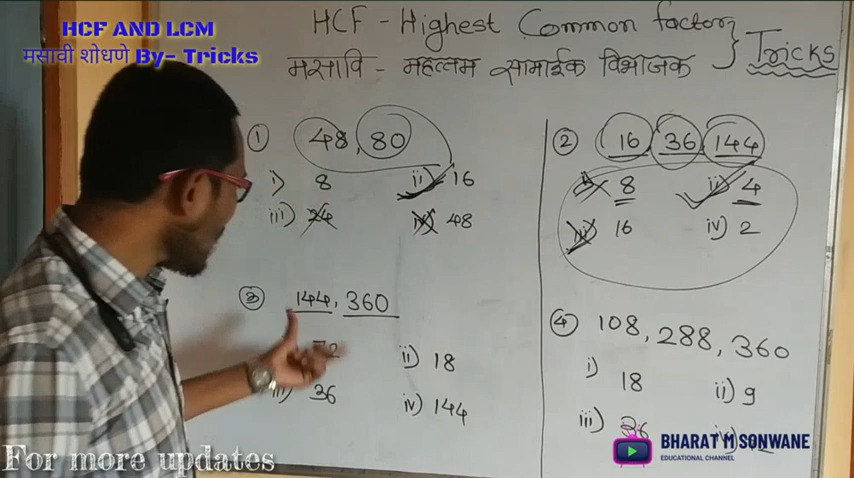 HCF AND LCM
मसावी शोधणे By- Tricks
HCF - Highest Common factor
मसावि - महत्तम सामाईक विभाजक
Tricks
① 48, 80
i) 8 ii) 16
iii) 24 iv) 48
② 16, 36, 144
i) 8 ii) 4
iii) 16 iv) 2
③ 144, 360
72 ii) 18
iii) 36 iv) 144
④ 108, 288, 360
i) 18 ii) 9
iii) 36
BHARAT M SONWANE
EDUCATIONAL CHANNEL
For more updates